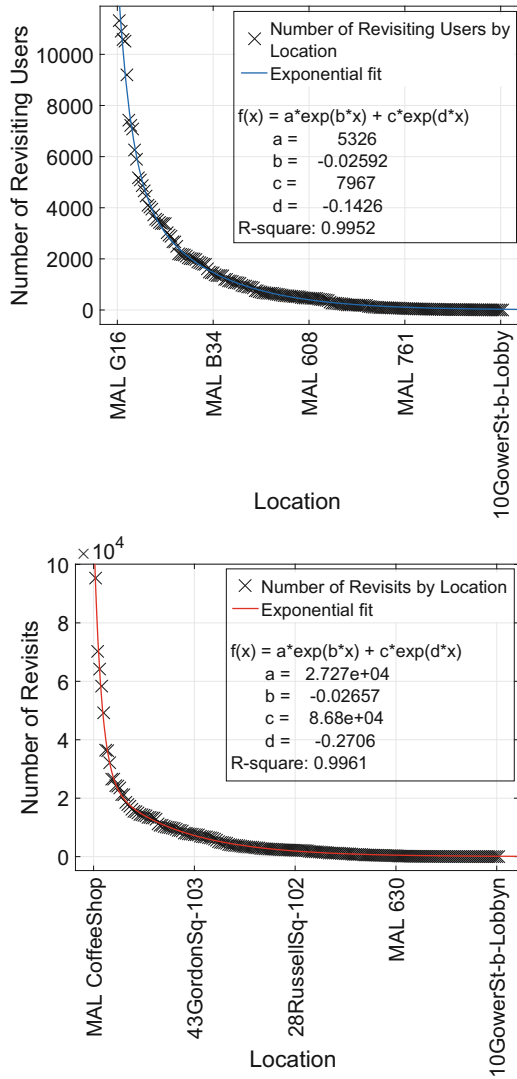 Number of Revisiting Users
10000
8000
6000
4000
2000
0
Number of Revisiting Users by
Location
Exponential fit
f(x) = a*exp(b*x) + c*exp(d*x)
a = 5326
b = -0.02592
c = 7967
d = -0.1426
R-square: 0.9952
MAL G16
MAL B34
MAL 608
MAL 761
10GowerSt-b-Lobby
Location
× 10⁴
Number of Revisits
10
8
6
4
2
0
Number of Revisits by Location
Exponential fit
f(x) = a*exp(b*x) + c*exp(d*x)
a = 2.727e+04
b = -0.02657
c = 8.68e+04
d = -0.2706
R-square: 0.9961
MAL CoffeeShop
43GordonSq-103
28RussellSq-102
MAL 630
10GowerSt-b-Lobbyn
Location